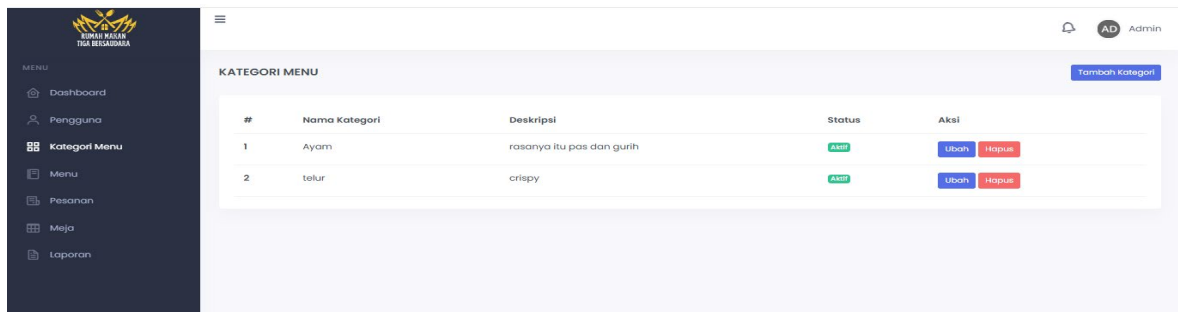 RUMAH MAKAN
TIGA BERSAUDARA
AD Admin
MENU
Dashboard
Pengguna
Kategori Menu
Menu
Pesanan
Meja
Laporan
KATEGORI MENU Tambah Kategori
# Nama Kategori Deskripsi Status Aksi
1 Ayam rasanya itu pas dan gurih Aktif Ubah Hapus
2 telur crispy Aktif Ubah Hapus